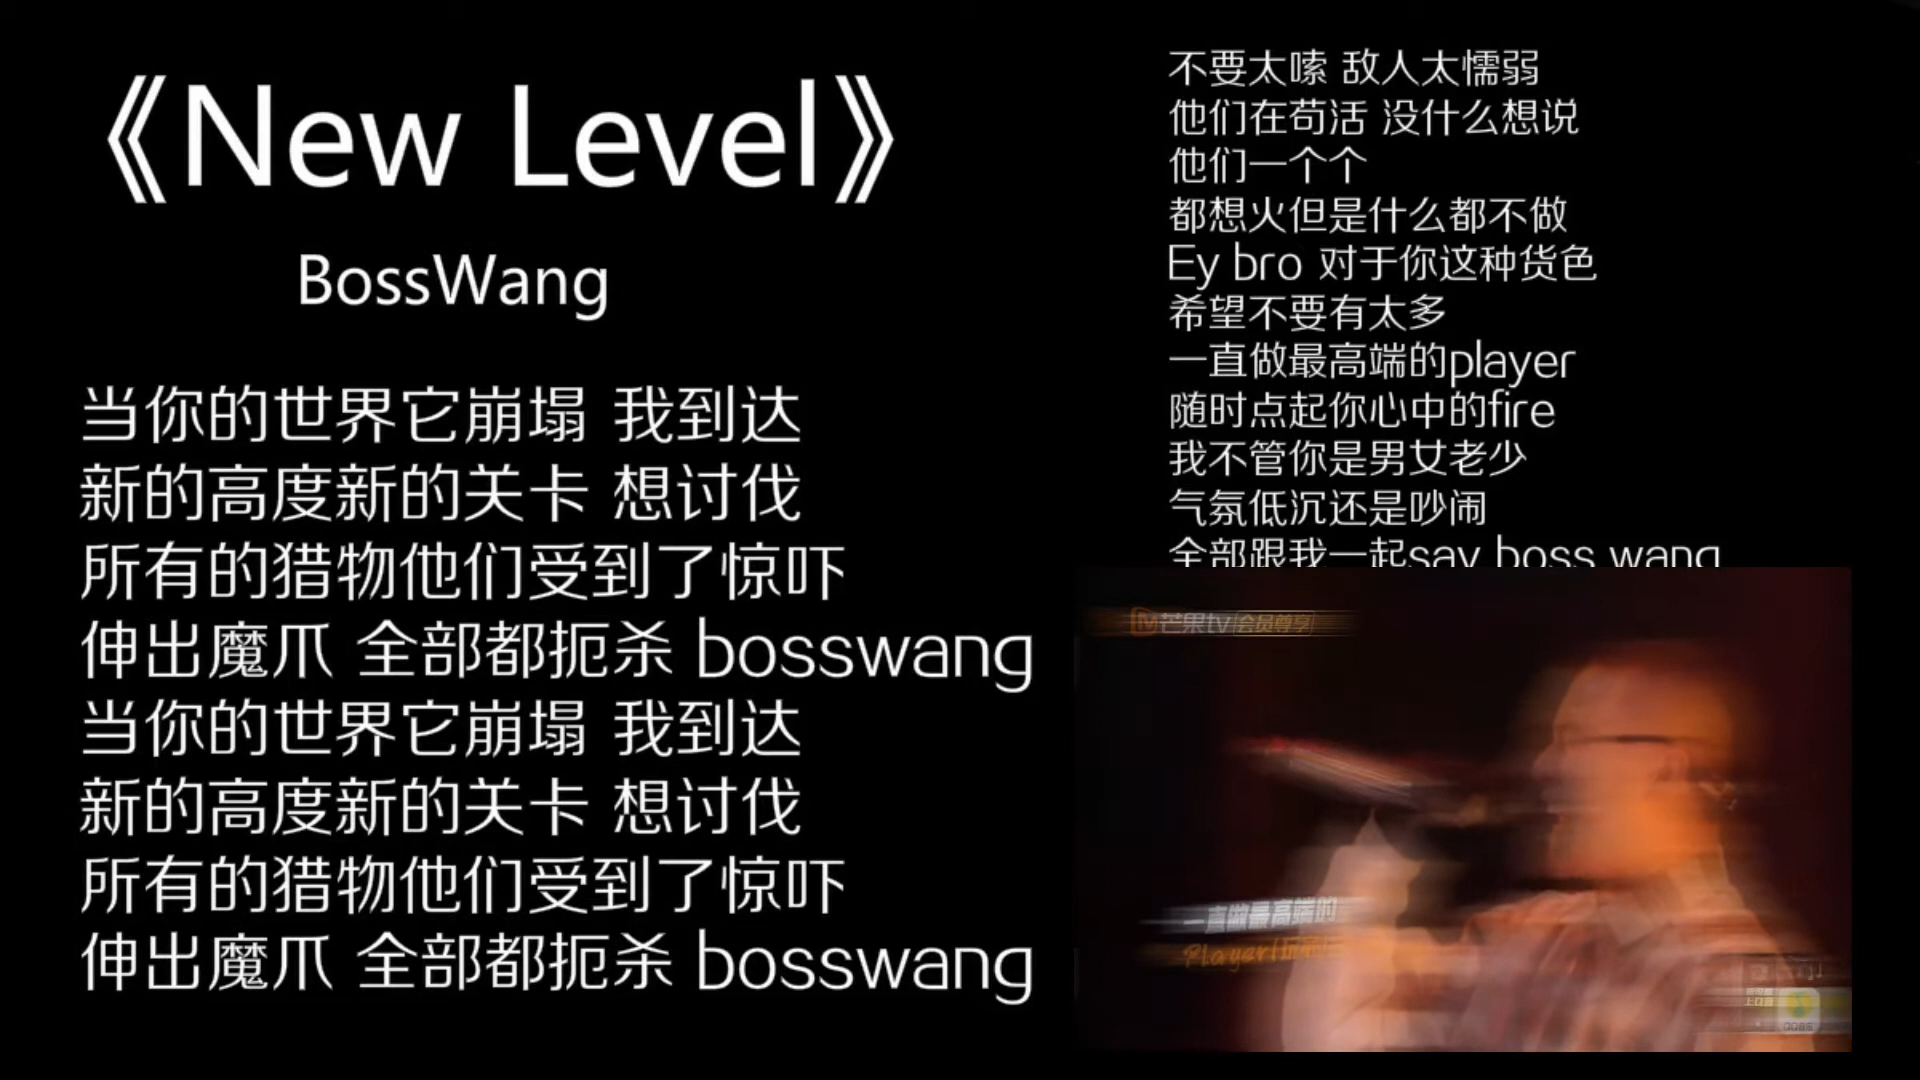 《New Level》
BossWang
当你的世界它崩塌 我到达
新的高度新的关卡 想讨伐
所有的猎物他们受到了惊吓
伸出魔爪 全部都扼杀 bosswang
当你的世界它崩塌 我到达
新的高度新的关卡 想讨伐
所有的猎物他们受到了惊吓
伸出魔爪 全部都扼杀 bosswang
不要太嗦 敌人太懦弱
他们在苟活 没什么想说
他们一个个
都想火但是什么都不做
Ey bro 对于你这种货色
希望不要有太多
一直做最高端的player
随时点起你心中的fire
我不管你是男女老少
气氛低沉还是吵闹
全部跟我一起say boss wang
芒果tv 会员尊享
一直做最高端的
Player